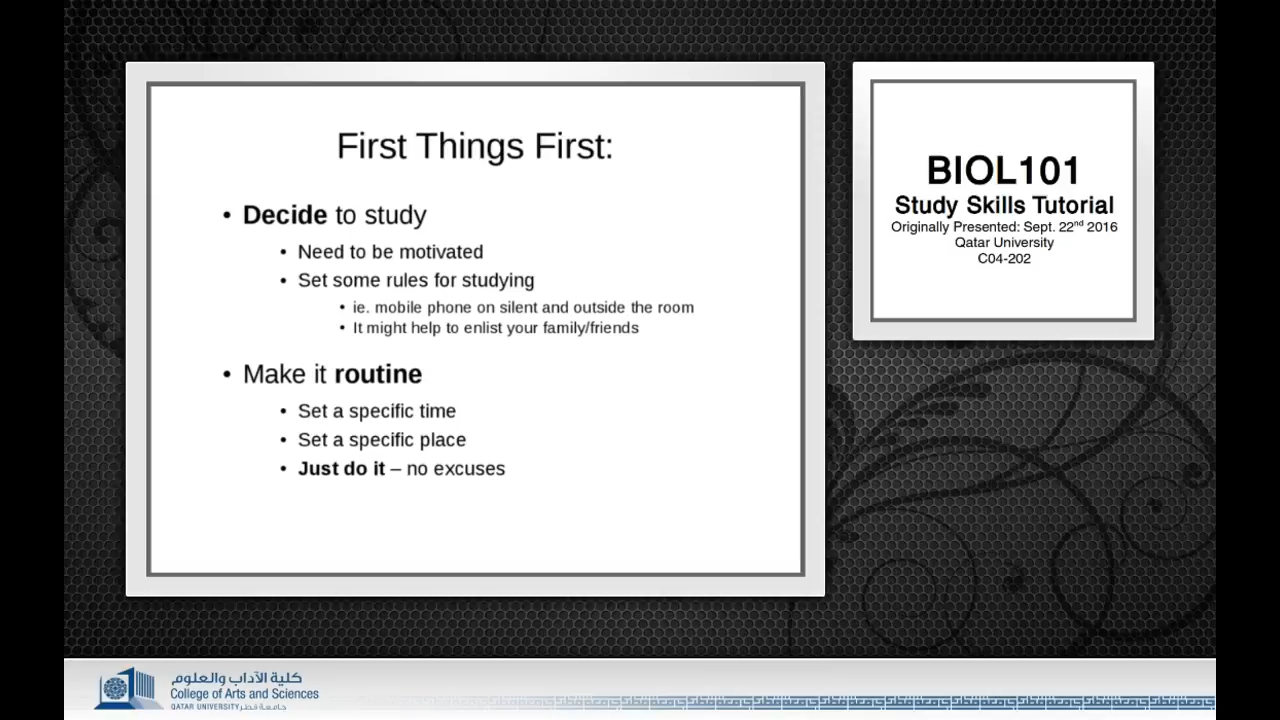 First Things First:
• Decide to study
• Need to be motivated
• Set some rules for studying
• ie. mobile phone on silent and outside the room
• It might help to enlist your family/friends
• Make it routine
• Set a specific time
• Set a specific place
• Just do it – no excuses
BIOL101
Study Skills Tutorial
Originally Presented: Sept. 22nd 2016
Qatar University
C04-202
كلية الآداب والعلوم
College of Arts and Sciences
QATAR UNIVERSITY جامعة قطر